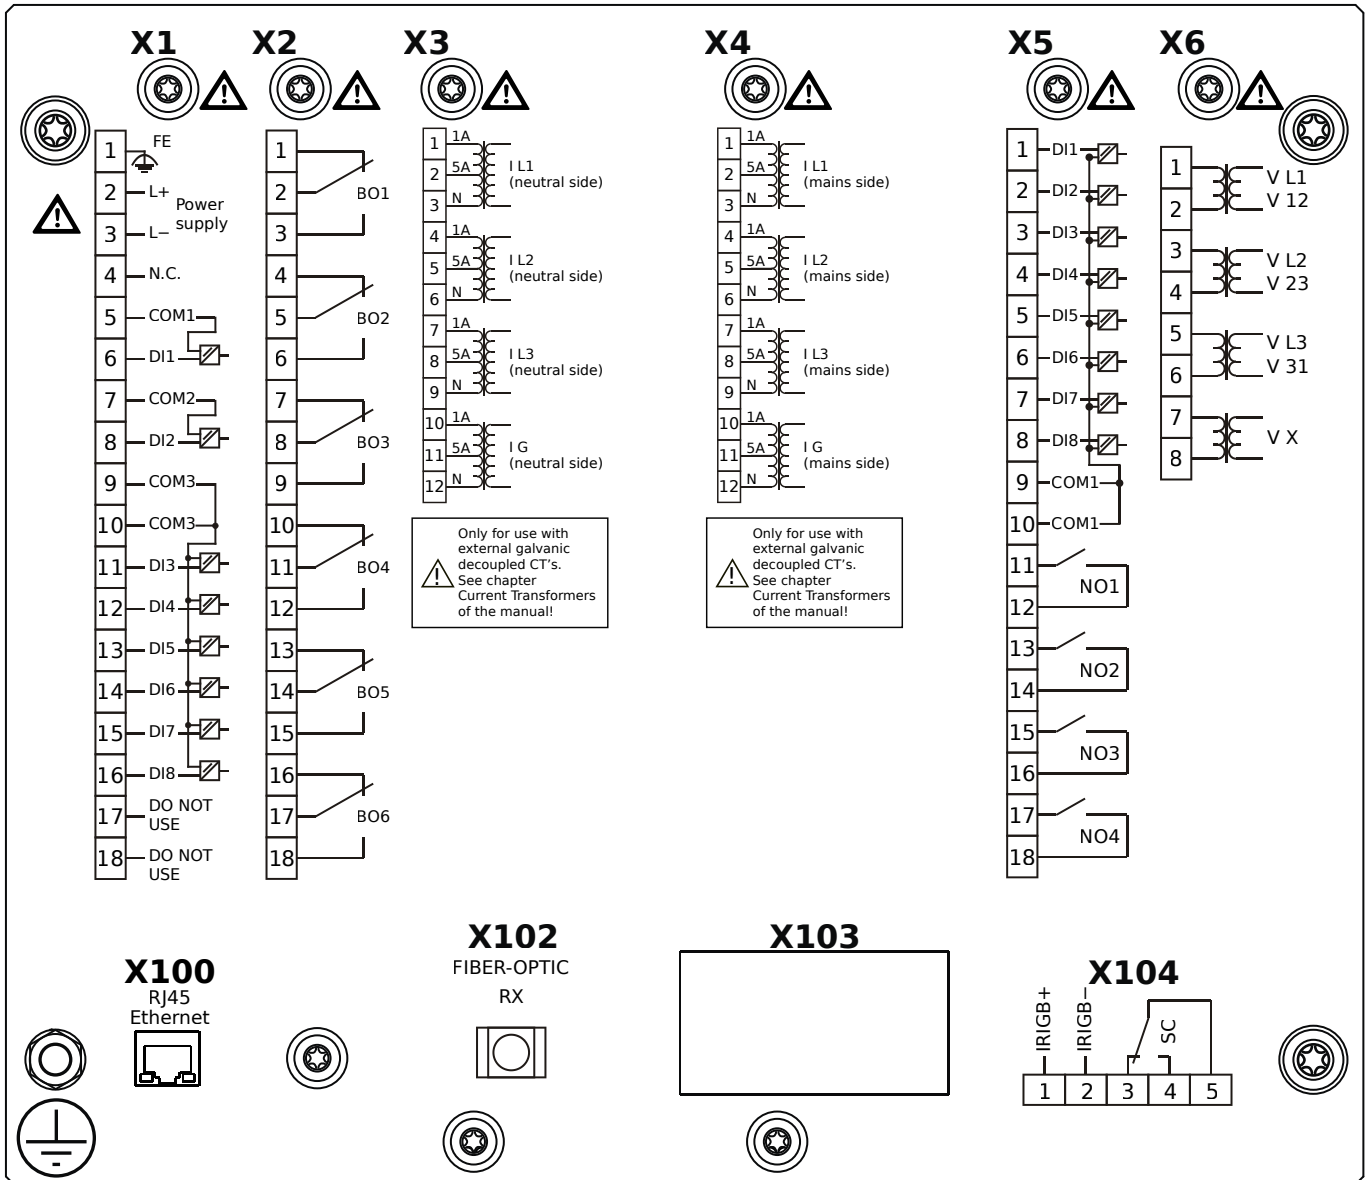 X1
X2
X3
X4
X5
X6
1 FE
2 L+
Power
supply
3 L−
4 N.C.
5 COM1
6 DI1
7 COM2
8 DI2
9 COM3
10 COM3
11 DI3
12 DI4
13 DI5
14 DI6
15 DI7
16 DI8
17 DO NOT
USE
18 DO NOT
USE
1
2 BO1
3
4
5 BO2
6
7
8 BO3
9
10
11 BO4
12
13
14 BO5
15
16
17 BO6
18
1 1A
2 5A
3 N
I L1
(neutral side)
4 1A
5 5A
6 N
I L2
(neutral side)
7 1A
8 5A
9 N
I L3
(neutral side)
10 1A
11 5A
12 N
I G
(neutral side)
Only for use with
external galvanic
decoupled CT's.
See chapter
Current Transformers
of the manual!
1 1A
2 5A
3 N
I L1
(mains side)
4 1A
5 5A
6 N
I L2
(mains side)
7 1A
8 5A
9 N
I L3
(mains side)
10 1A
11 5A
12 N
I G
(mains side)
Only for use with
external galvanic
decoupled CT's.
See chapter
Current Transformers
of the manual!
1 DI1
2 DI2
3 DI3
4 DI4
5 DI5
6 DI6
7 DI7
8 DI8
9 COM1
10 COM1
11
NO1
12
13
NO2
14
15
NO3
16
17
NO4
18
1
V L1
2
V 12
3
V L2
4
V 23
5
V L3
6
V 31
7
V X
8
X100
RJ45
Ethernet
X102
FIBER-OPTIC
RX
X103
X104
IRIGB+
IRIGB−
SC
1 2 3 4 5